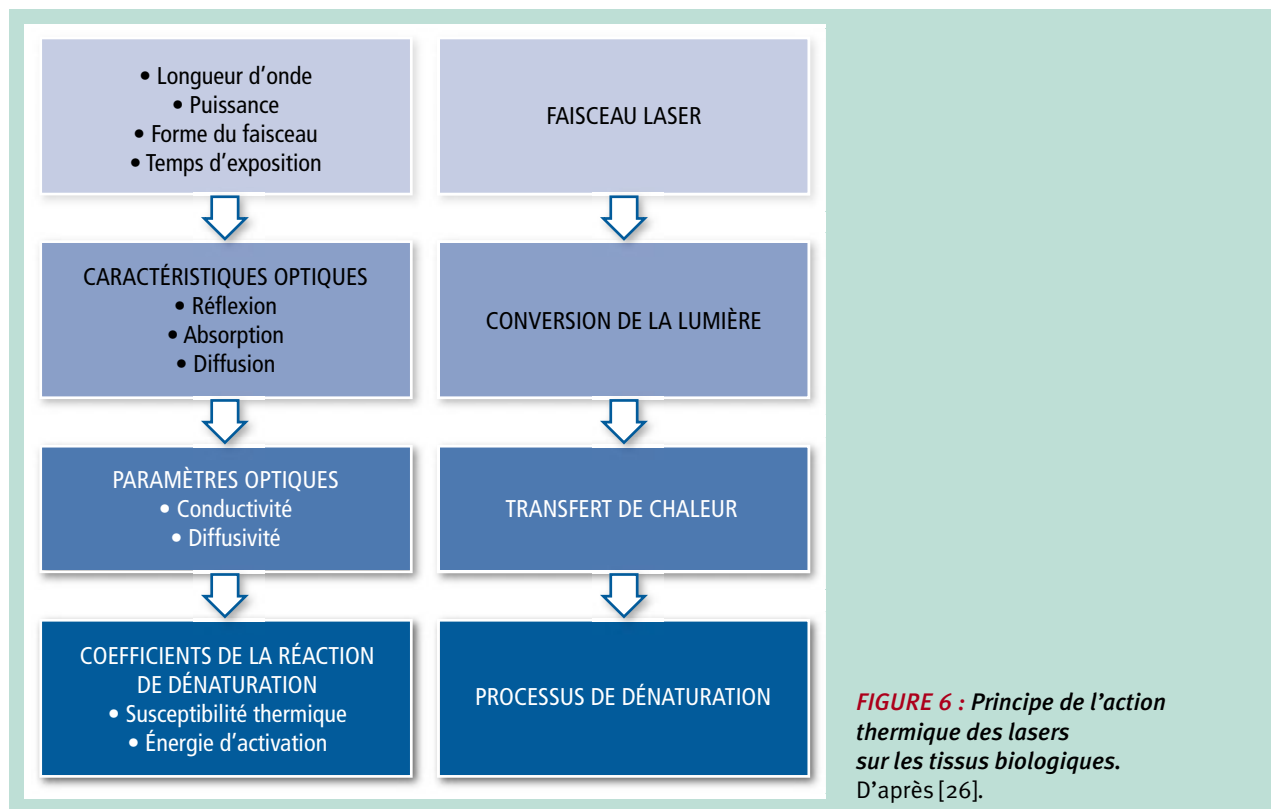 • Longueur d'onde
• Puissance
• Forme du faisceau
• Temps d'exposition
FAISCEAU LASER
CARACTÉRISTIQUES OPTIQUES
• Réflexion
• Absorption
• Diffusion
CONVERSION DE LA LUMIÈRE
PARAMÈTRES OPTIQUES
• Conductivité
• Diffusivité
TRANSFERT DE CHALEUR
COEFFICIENTS DE LA RÉACTION
DE DÉNATURATION
• Susceptibilité thermique
• Énergie d'activation
PROCESSUS DE DÉNATURATION
FIGURE 6 : Principe de l'action
thermique des lasers
sur les tissus biologiques.
D'après [26].